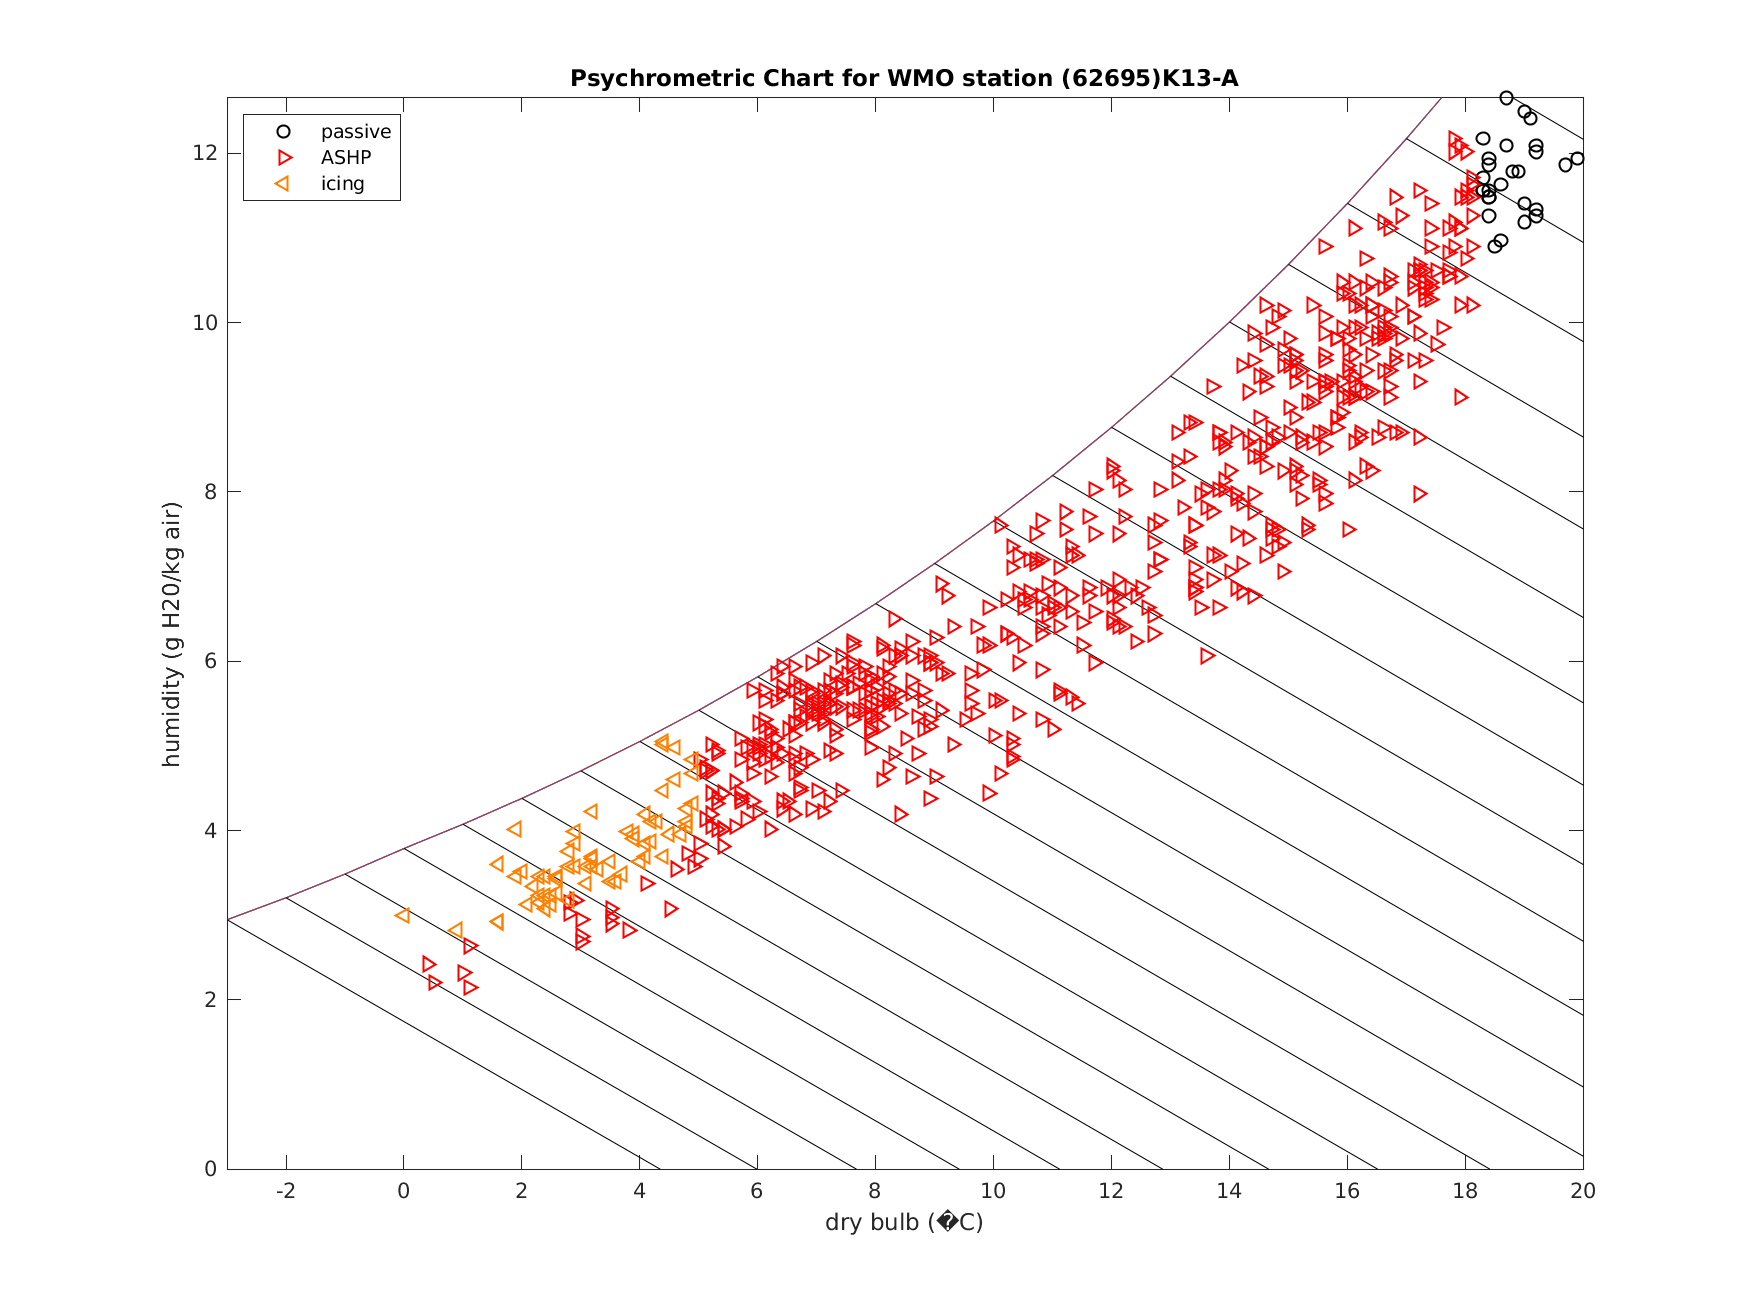 Psychrometric Chart for WMO station (62695)K13-A
passive
ASHP
icing
humidity (g H20/kg air)
12
10
8
6
4
2
0
-2 0 2 4 6 8 10 12 14 16 18 20
dry bulb (�C)